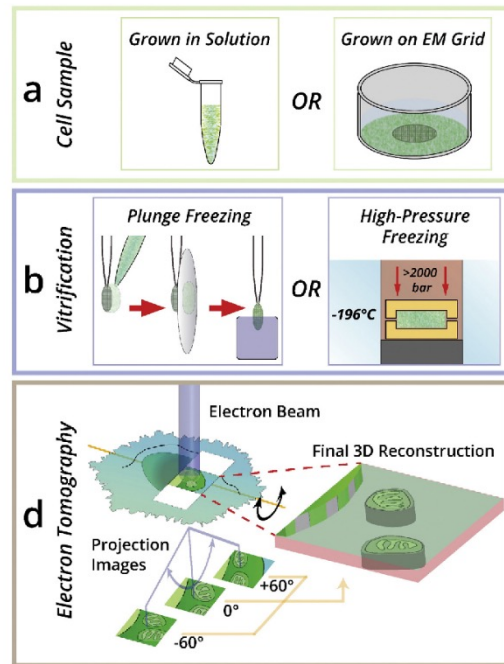 a
Cell Sample
Grown in Solution
OR
Grown on EM Grid
b
Vitrification
Plunge Freezing
OR
High-Pressure
Freezing
>2000
bar
-196°C
d
Electron Tomography
Electron Beam
Final 3D Reconstruction
Projection
Images
+60°
0°
-60°